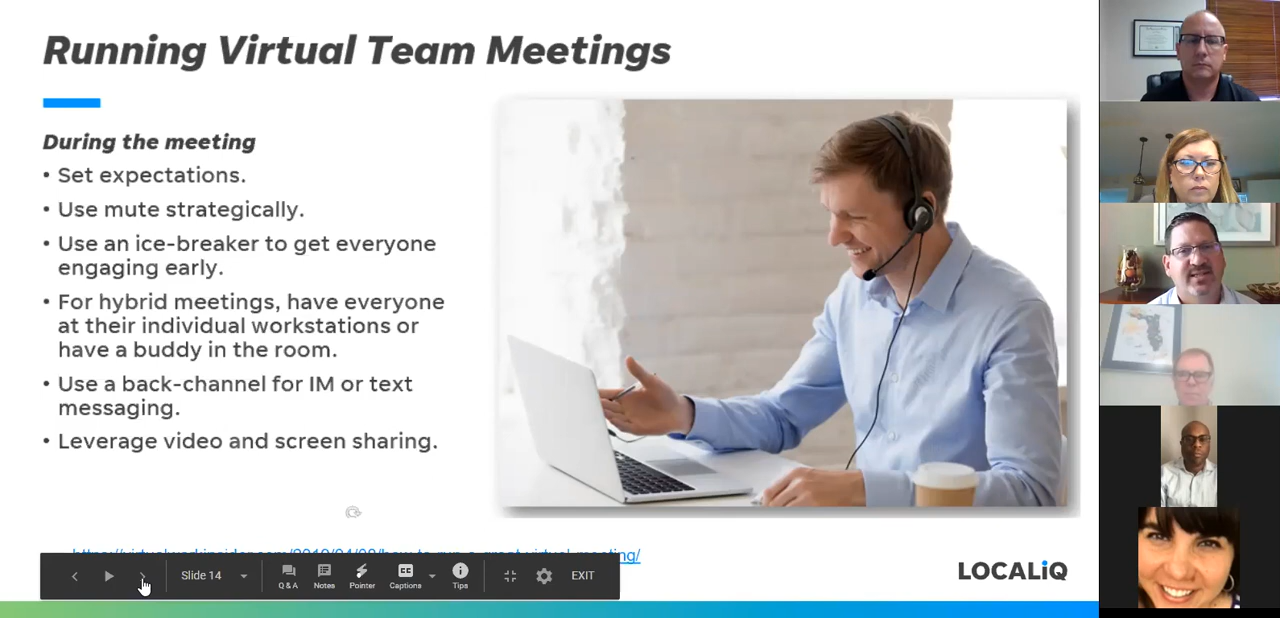 Running Virtual Team Meetings
During the meeting
• Set expectations.
• Use mute strategically.
• Use an ice-breaker to get everyone
engaging early.
• For hybrid meetings, have everyone
at their individual workstations or
have a buddy in the room.
• Use a back-channel for IM or text
messaging.
• Leverage video and screen sharing.
LOCALiQ
Slide 14
Q & A
Notes
Pointer
Captions
Tips
EXIT